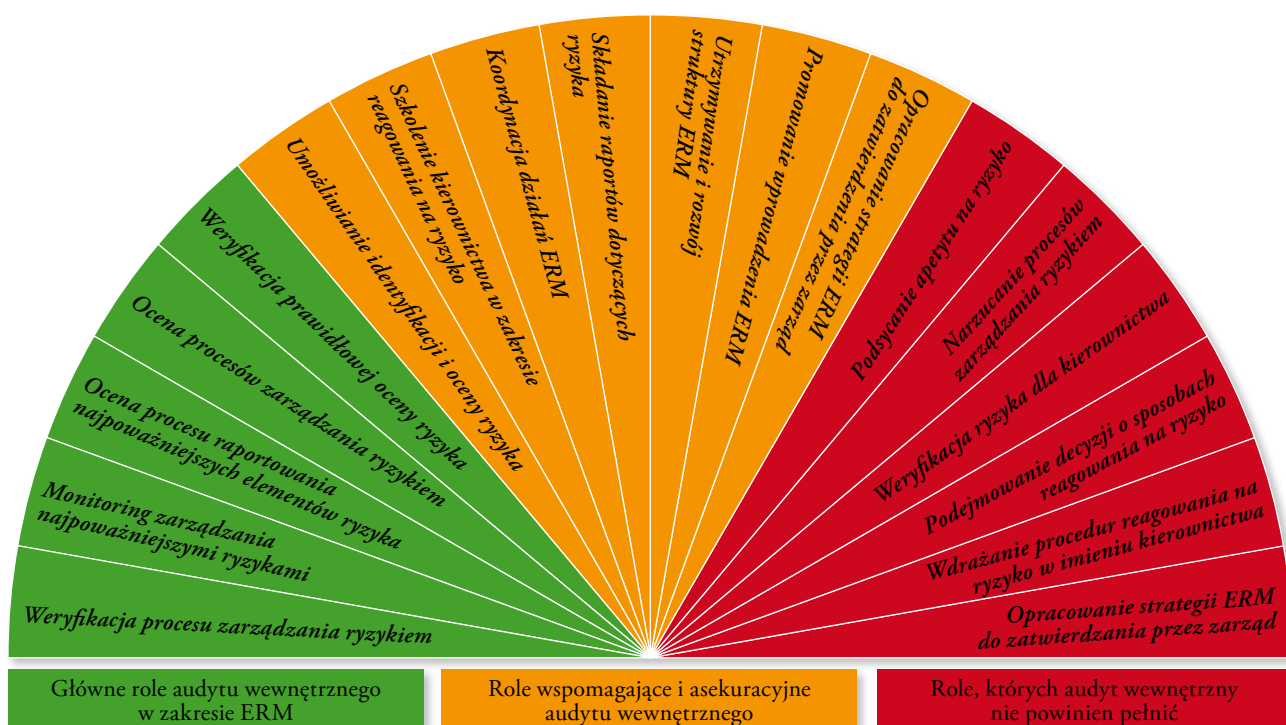 Weryfikacja procesu zarządzania ryzykiem
Monitoring zarządzania
najpoważniejszymi ryzykami
Ocena procesu raportowania
najpoważniejszych elementów ryzyka
Ocena procesów zarządzania ryzykiem
Weryfikacja prawidłowej oceny ryzyka
Umożliwianie identyfikacji i oceny ryzyka
Szkolenie kierownictwa w zakresie
reagowania na ryzyko
Koordynacja działań ERM
Składanie raportów dotyczących
ryzyka
Utrzymywanie i rozwój
struktury ERM
Promowanie wprowadzenia ERM
Opracowanie strategii ERM
do zatwierdzenia przez zarząd
Podsycanie apetytu na ryzyko
Narzucanie procesów
zarządzania ryzykiem
Weryfikacja ryzyka dla kierownictwa
Podejmowanie decyzji o sposobach
reagowania na ryzyko
Wdrażanie procedur reagowania na
ryzyko w imieniu kierownictwa
Opracowanie strategii ERM
do zatwierdzania przez zarząd
Główne role audytu wewnętrznego
w zakresie ERM
Role wspomagające i asekuracyjne
audytu wewnętrznego
Role, których audyt wewnętrzny
nie powinien pełnić